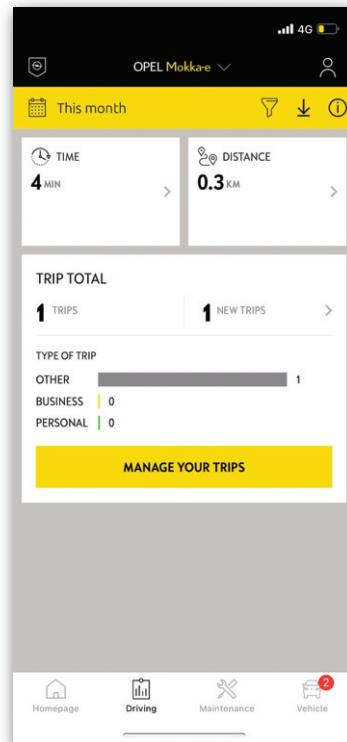 4G
OPEL Mokka-e
This month
TIME
4 MIN
DISTANCE
0.3 KM
TRIP TOTAL
1 TRIPS
1 NEW TRIPS
TYPE OF TRIP
OTHER 1
BUSINESS 0
PERSONAL 0
MANAGE YOUR TRIPS
2
Homepage Driving Maintenance Vehicle